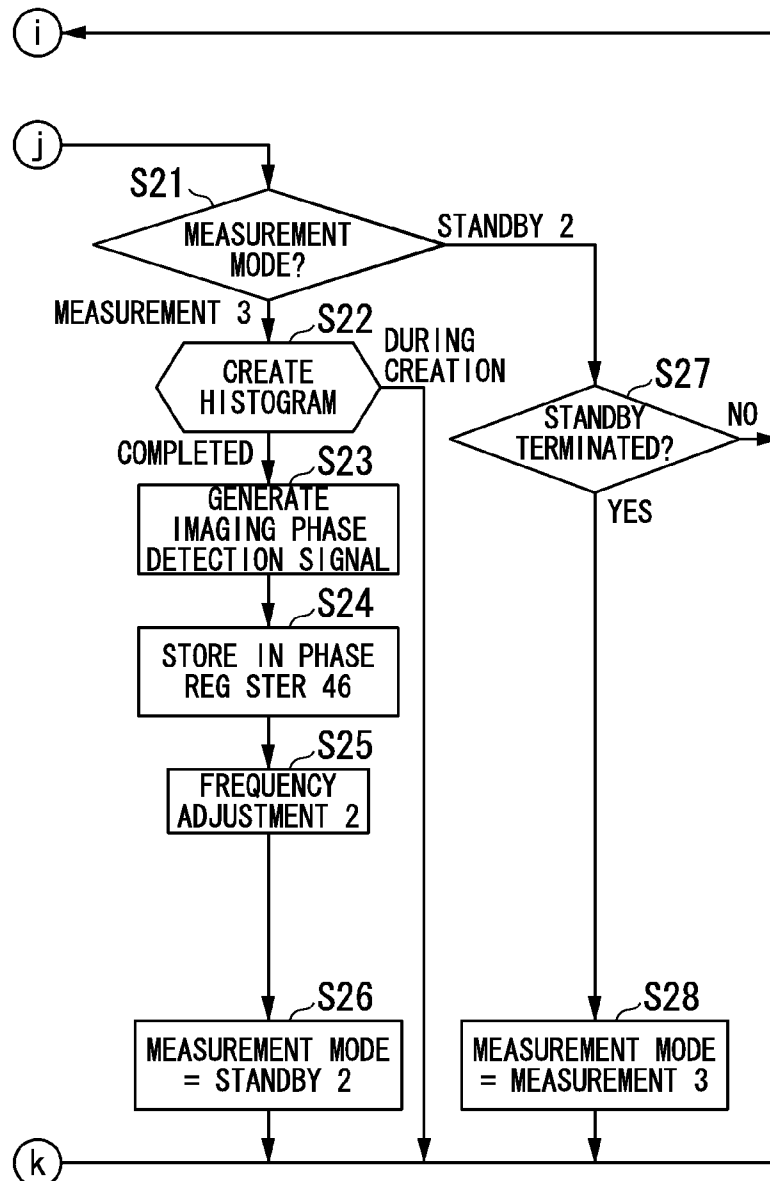 i
j
S21
MEASUREMENT
MODE?
STANDBY 2
MEASUREMENT 3
S22
CREATE
HISTOGRAM
DURING
CREATION
S27
STANDBY
TERMINATED?
NO
YES
COMPLETED
S23
GENERATE
IMAGING PHASE
DETECTION SIGNAL
S24
STORE IN PHASE
REG STER 46
S25
FREQUENCY
ADJUSTMENT 2
S26
MEASUREMENT MODE
= STANDBY 2
S28
MEASUREMENT MODE
= MEASUREMENT 3
k